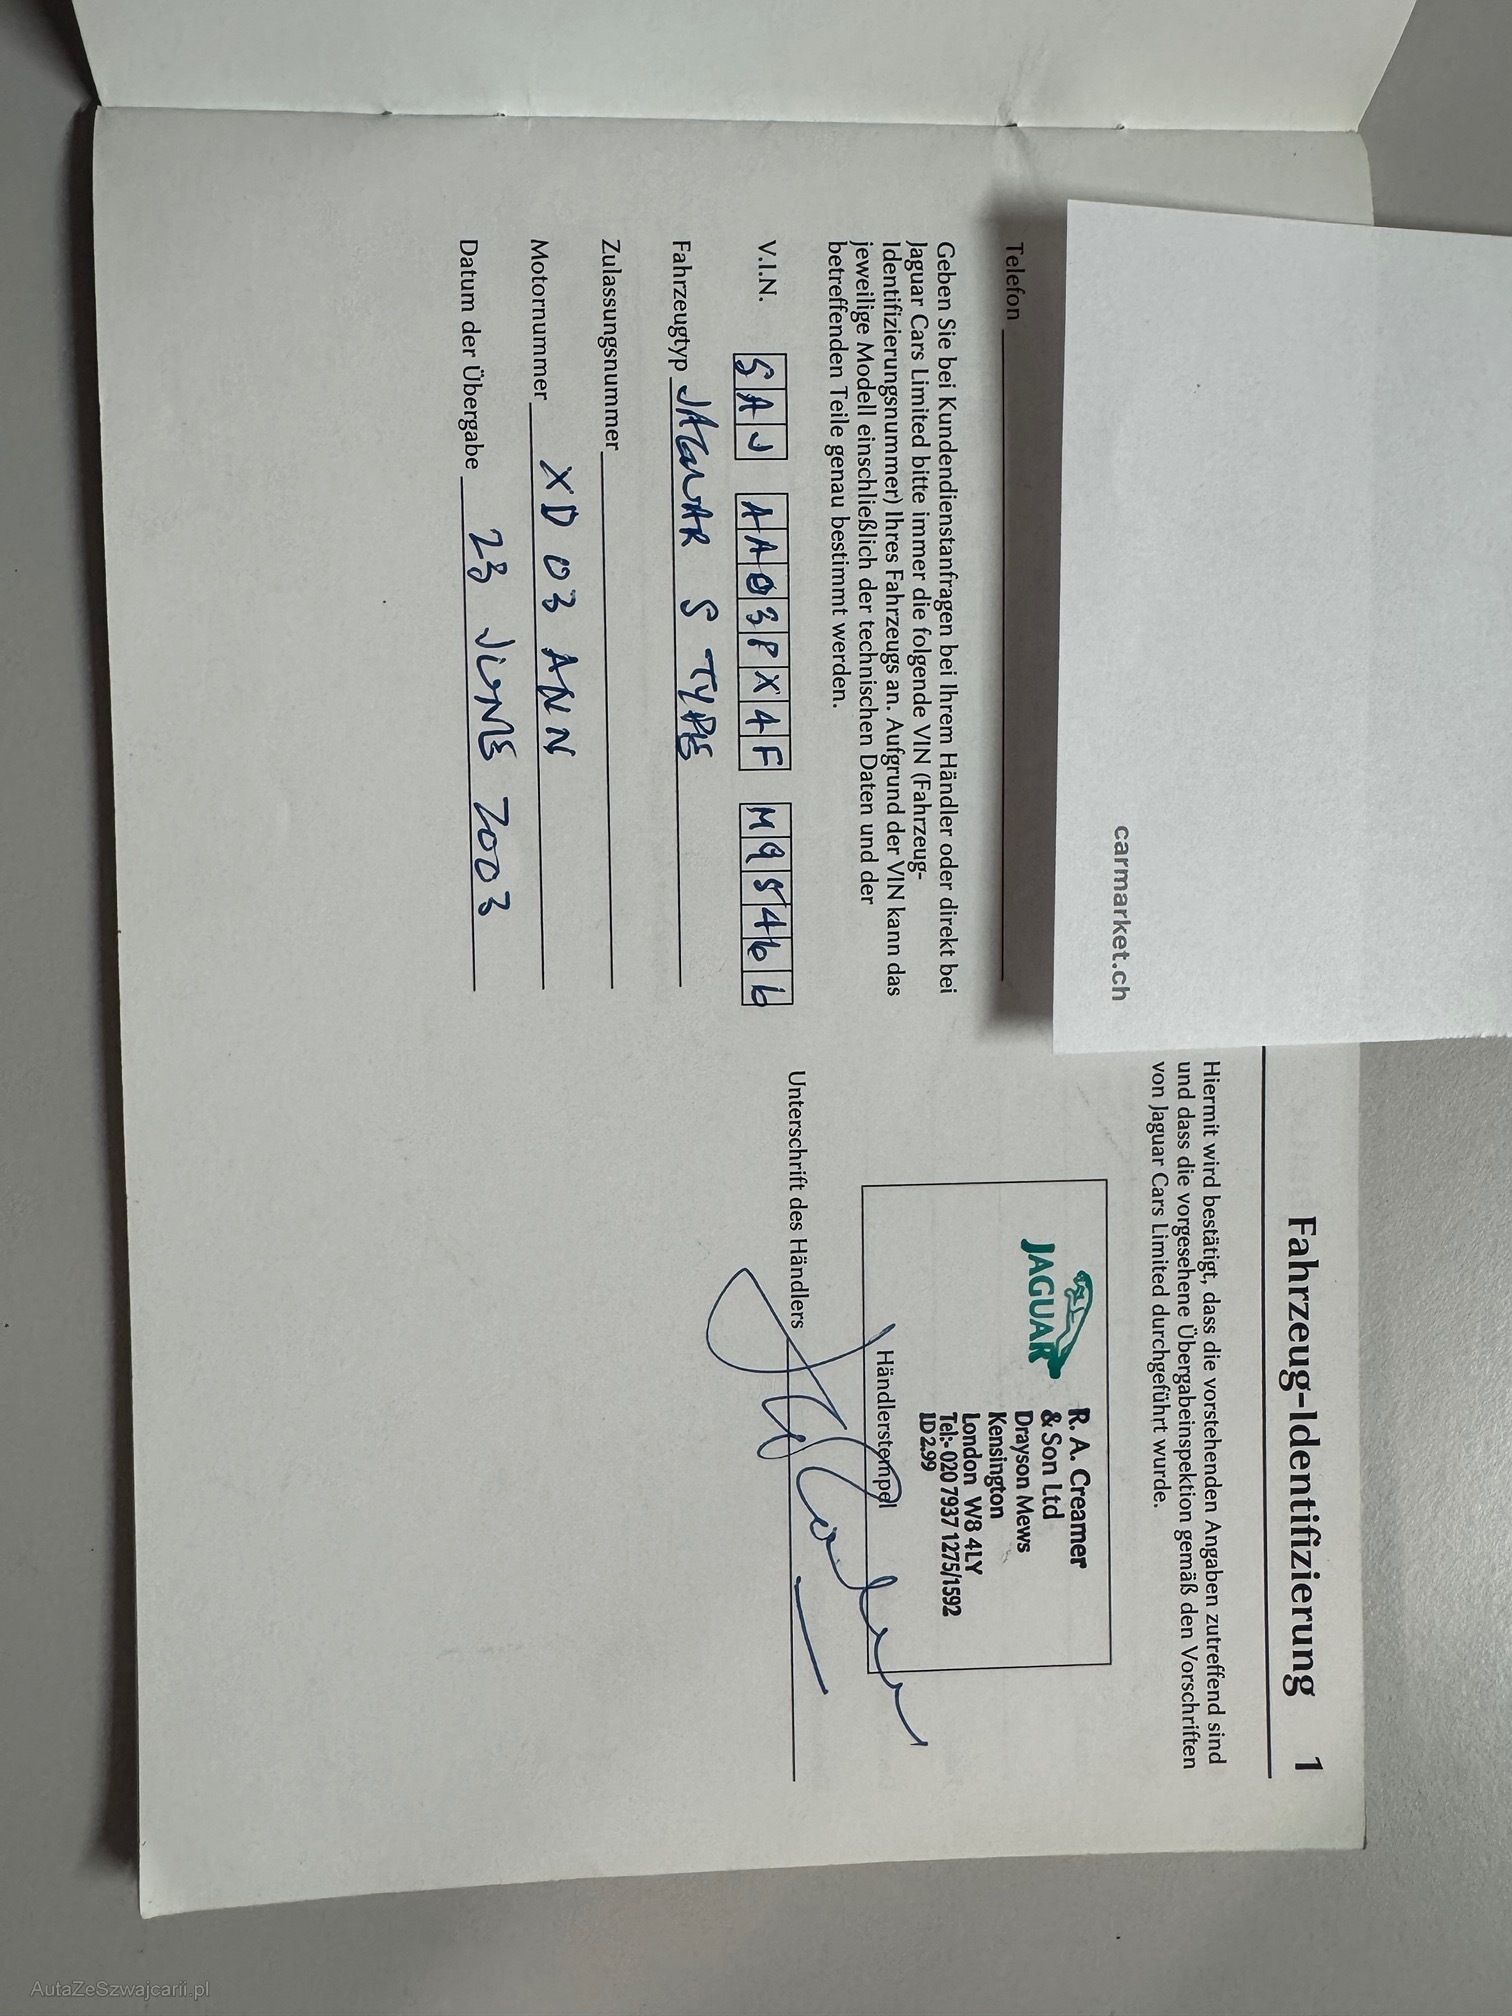 Fahrzeug-Identifizierung 1
carmarket.ch
Telefon
Geben Sie bei Kundendienstanfragen bei Ihrem Händler oder direkt bei
Jaguar Cars Limited bitte immer die folgende VIN (Fahrzeug-
Identifizierungsnummer) Ihres Fahrzeugs an. Aufgrund der VIN kann das
jeweilige Modell einschließlich der technischen Daten und der
betreffenden Teile genau bestimmt werden.
V.I.N. SAJ AA03PX4F M95466
Fahrzeugtyp JAGUAR S TYPE
Zulassungsnummer
Motornummer XD 03 ANN
Datum der Übergabe 23 JUNE 2003
Hiermit wird bestätigt, dass die vorstehenden Angaben zutreffend sind
und dass die vorgesehene Übergabeinspektion gemäß den Vorschriften
von Jaguar Cars Limited durchgeführt wurde.
JAGUAR
R. A. Creamer
& Son Ltd
Drayson Mews
Kensington
London W8 4LY
Tel:- 020 7937 1275/1592
ID 2.99
Händlerstempel
Unterschrift des Händlers
AutaZeSzwajcarii.pl